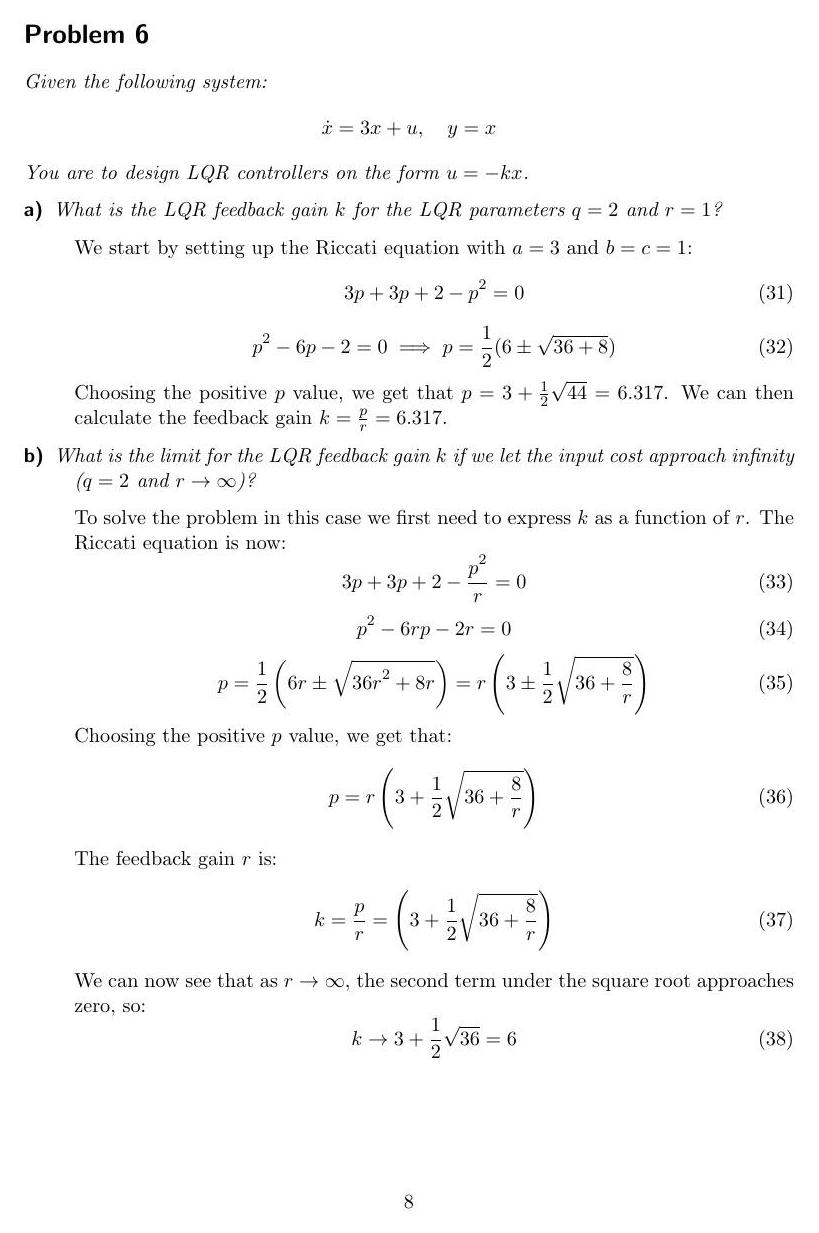 Problem 6
Given the following system:
ẋ = 3x + u,   y = x
You are to design LQR controllers on the form u = −kx.
a) What is the LQR feedback gain k for the LQR parameters q = 2 and r = 1?
We start by setting up the Riccati equation with a = 3 and b = c = 1:
3p + 3p + 2 − p² = 0 (31)
p² − 6p − 2 = 0 ⟹ p = 1/2(6 ± √(36 + 8)) (32)
Choosing the positive p value, we get that p = 3 + 1/2√44 = 6.317. We can then
calculate the feedback gain k = p/r = 6.317.
b) What is the limit for the LQR feedback gain k if we let the input cost approach infinity
(q = 2 and r → ∞)?
To solve the problem in this case we first need to express k as a function of r. The
Riccati equation is now:
3p + 3p + 2 − p²/r = 0 (33)
p² − 6rp − 2r = 0 (34)
p = 1/2 (6r ± √(36r² + 8r)) = r (3 ± 1/2 √(36 + 8/r)) (35)
Choosing the positive p value, we get that:
p = r (3 + 1/2 √(36 + 8/r)) (36)
The feedback gain r is:
k = p/r = (3 + 1/2 √(36 + 8/r)) (37)
We can now see that as r → ∞, the second term under the square root approaches
zero, so:
k → 3 + 1/2 √36 = 6 (38)
8